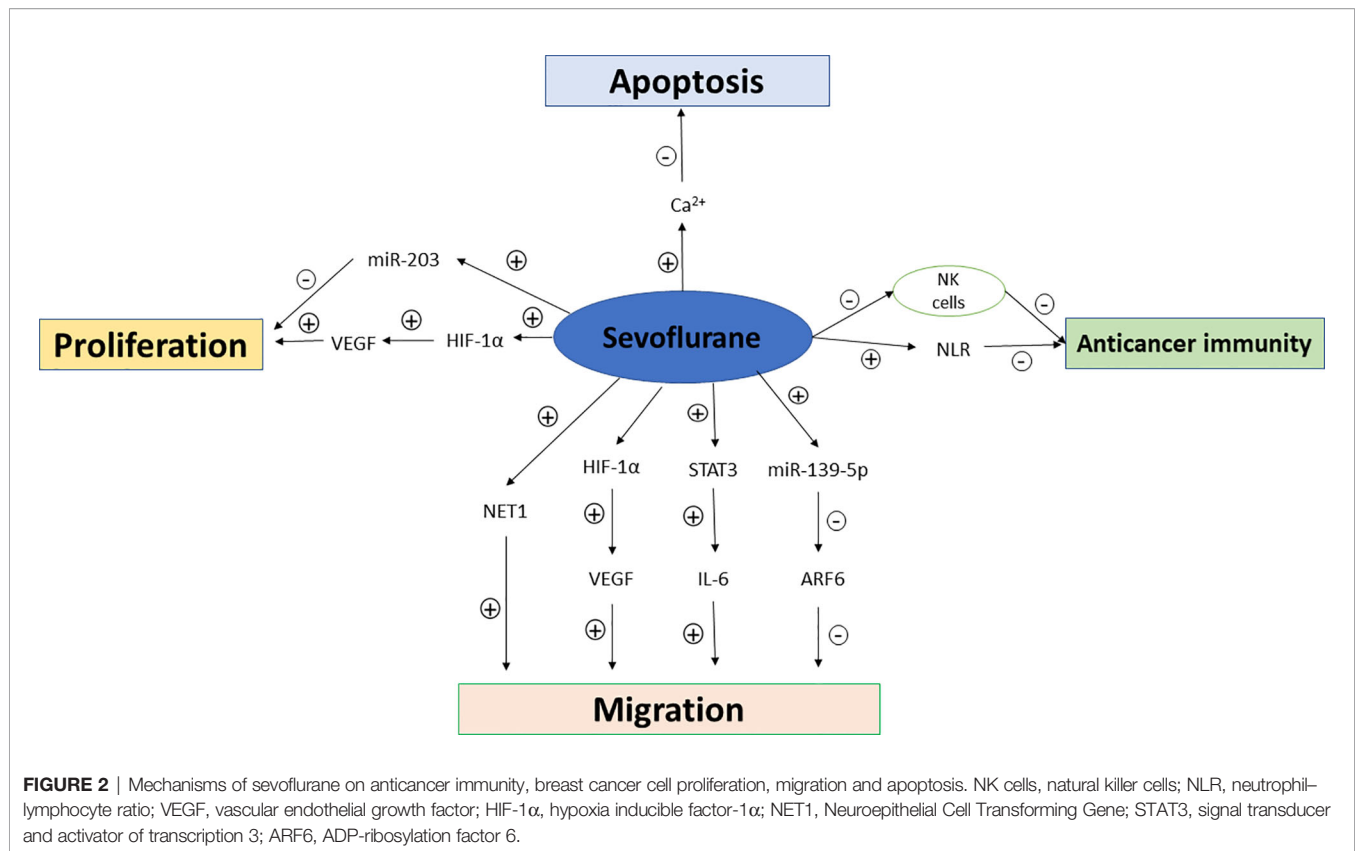 Apoptosis
⊖
Ca²⁺
⊕
miR-203 ⊕
⊖
NK
cells
⊖ ⊖
Proliferation ⊕ VEGF ⊕ HIF-1α ⊕ Sevoflurane ⊕ NLR ⊖ Anticancer immunity
⊕ ⊕ ⊕
HIF-1α STAT3 miR-139-5p
NET1 ⊕ ⊕ ⊖
VEGF IL-6 ARF6
⊕ ⊕ ⊕ ⊖
Migration
FIGURE 2 | Mechanisms of sevoflurane on anticancer immunity, breast cancer cell proliferation, migration and apoptosis. NK cells, natural killer cells; NLR, neutrophil–
lymphocyte ratio; VEGF, vascular endothelial growth factor; HIF-1α, hypoxia inducible factor-1α; NET1, Neuroepithelial Cell Transforming Gene; STAT3, signal transducer
and activator of transcription 3; ARF6, ADP-ribosylation factor 6.